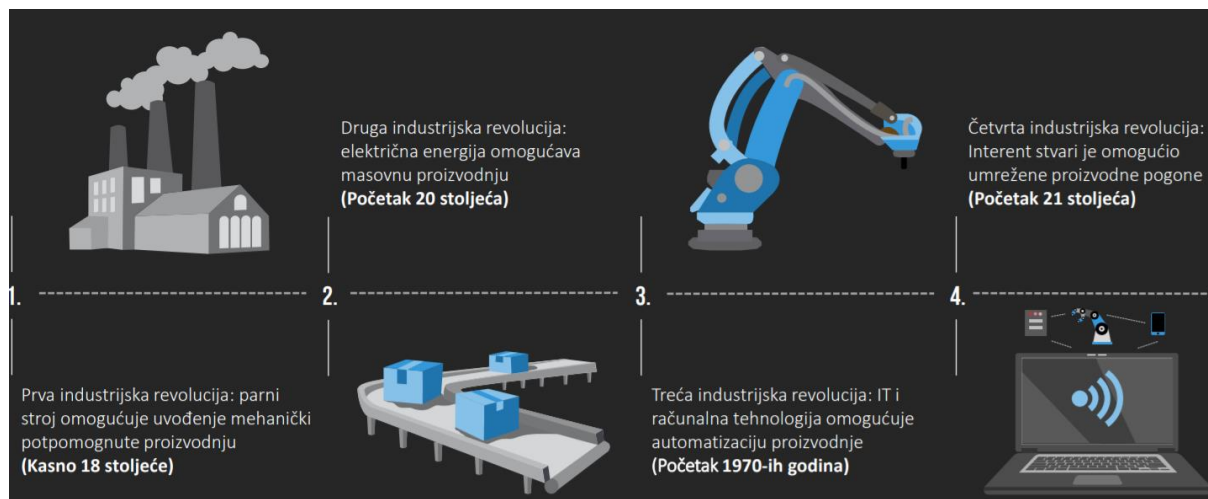 1.
Prva industrijska revolucija: parni
stroj omogućuje uvođenje mehanički
potpomognute proizvodnju
(Kasno 18 stoljeće)
2.
Druga industrijska revolucija:
električna energija omogućava
masovnu proizvodnju
(Početak 20 stoljeća)
3.
Treća industrijska revolucija: IT i
računalna tehnologija omogućuje
automatizaciju proizvodnje
(Početak 1970-ih godina)
4.
Četvrta industrijska revolucija:
Interent stvari je omogućio
umrežene proizvodne pogone
(Početak 21 stoljeća)